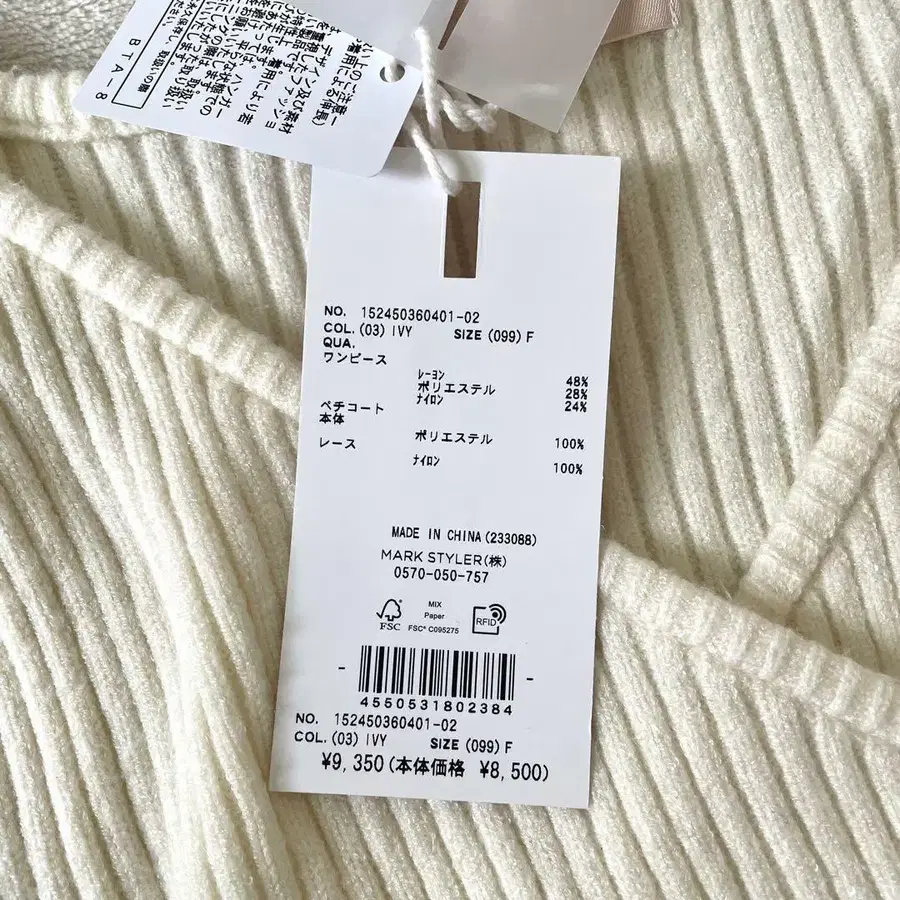 BTA-8
NO. 152450360401-02
COL. (03) IVY SIZE (099) F
QUA.
ワンピース
レーヨン 48%
ポリエステル 28%
ナイロン 24%
ペチコート
本体
ポリエステル 100%
レース
ナイロン 100%
MADE IN CHINA(233088)
MARK STYLER(株)
0570-050-757
MIX
Paper
FSC FSC® C095275
RFID
4550531802384
NO. 152450360401-02
COL. (03) IVY SIZE (099) F
¥9,350(本体価格 ¥8,500)